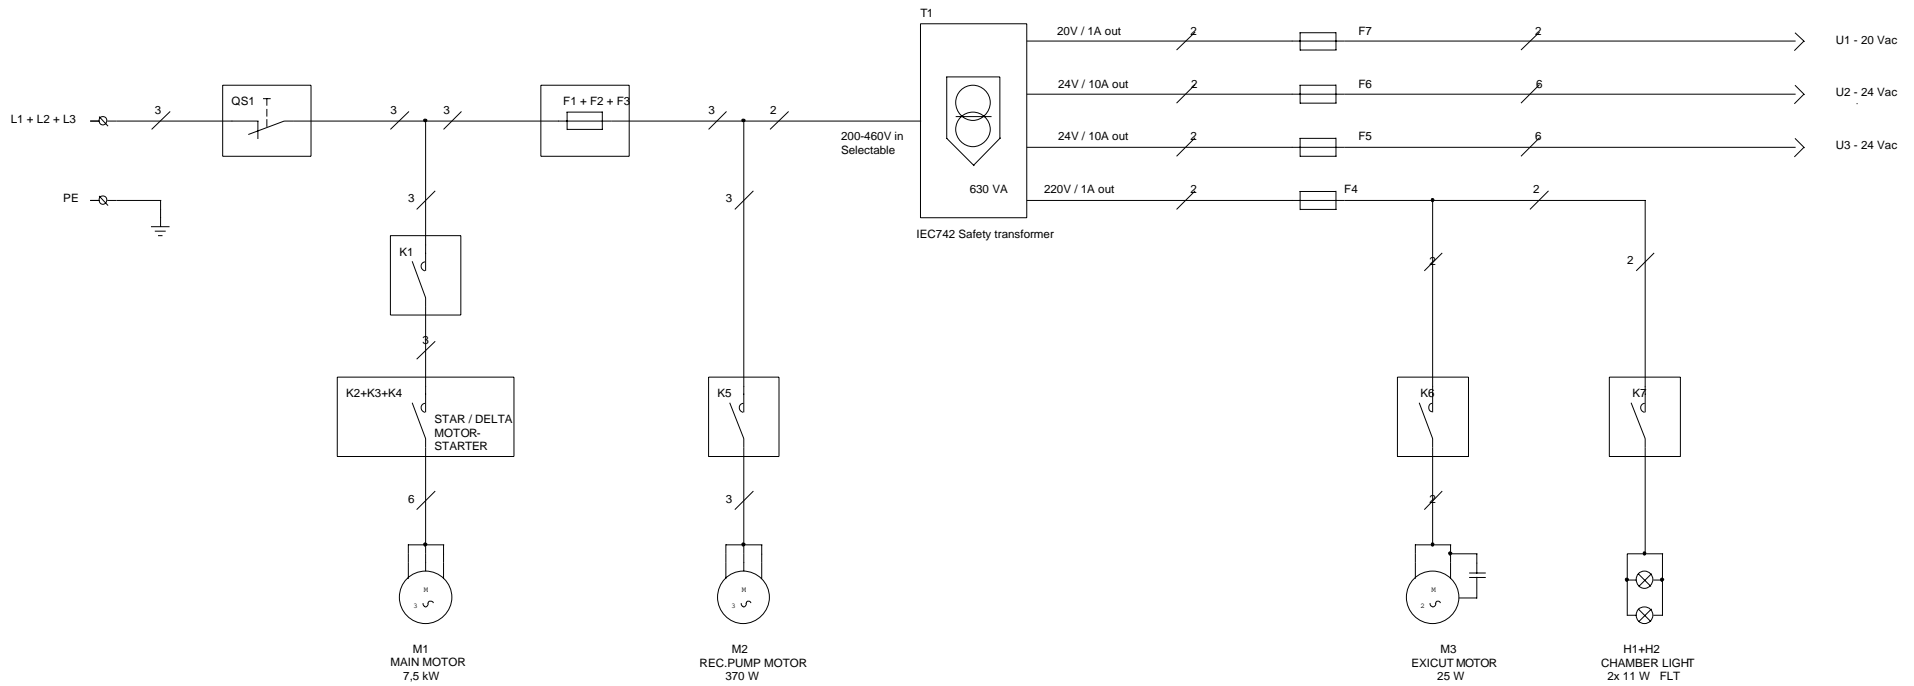 T1
20V / 1A out
2
F7
2
U1 - 20 Vac
24V / 10A out
2
F6
6
U2 - 24 Vac
L1 + L2 + L3
3
QS1
3
3
F1 + F2 + F3
3
2
200-460V in
Selectable
24V / 10A out
2
F5
6
U3 - 24 Vac
PE
3
3
630 VA
220V / 1A out
2
F4
2
IEC742 Safety transformer
K1
2
2
3
K2+K3+K4
STAR / DELTA
MOTOR-
STARTER
K5
K6
K7
6
3
2
M
3
M
3
M
2
M1
MAIN MOTOR
7,5 kW
M2
REC.PUMP MOTOR
370 W
M3
EXICUT MOTOR
25 W
H1+H2
CHAMBER LIGHT
2x 11 W FLT